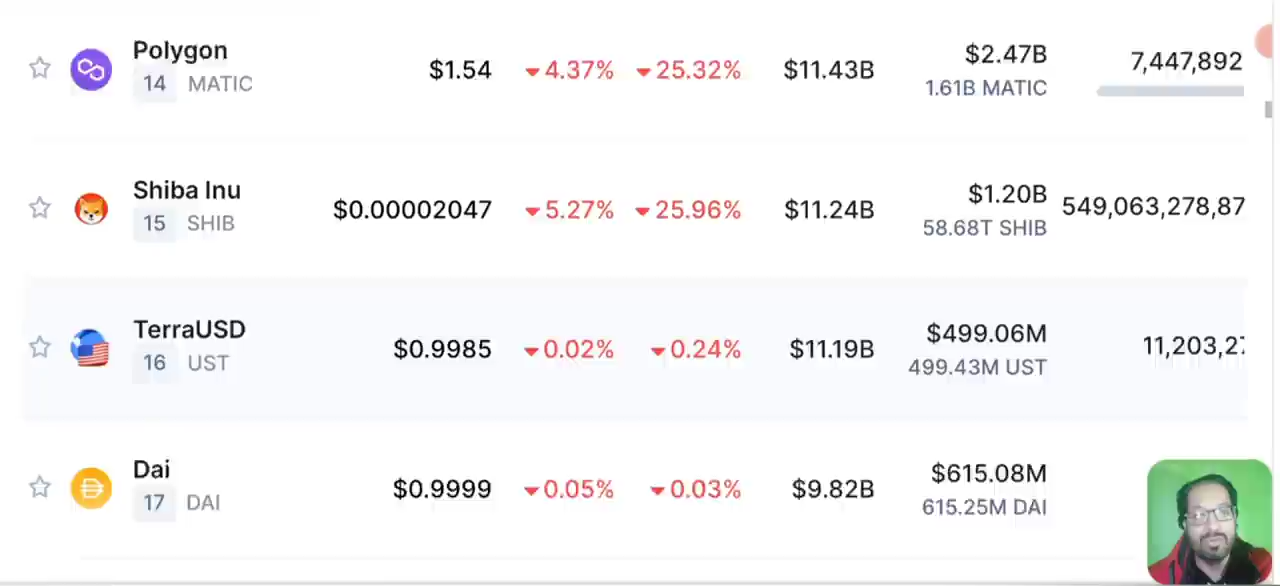 Polygon
14 MATIC
$1.54 4.37% 25.32% $11.43B
$2.47B
1.61B MATIC
7,447,892
Shiba Inu
15 SHIB
$0.00002047 5.27% 25.96% $11.24B
$1.20B
58.68T SHIB
549,063,278,87
TerraUSD
16 UST
$0.9985 0.02% 0.24% $11.19B
$499.06M
499.43M UST
11,203,27
Dai
17 DAI
$0.9999 0.05% 0.03% $9.82B
$615.08M
615.25M DAI